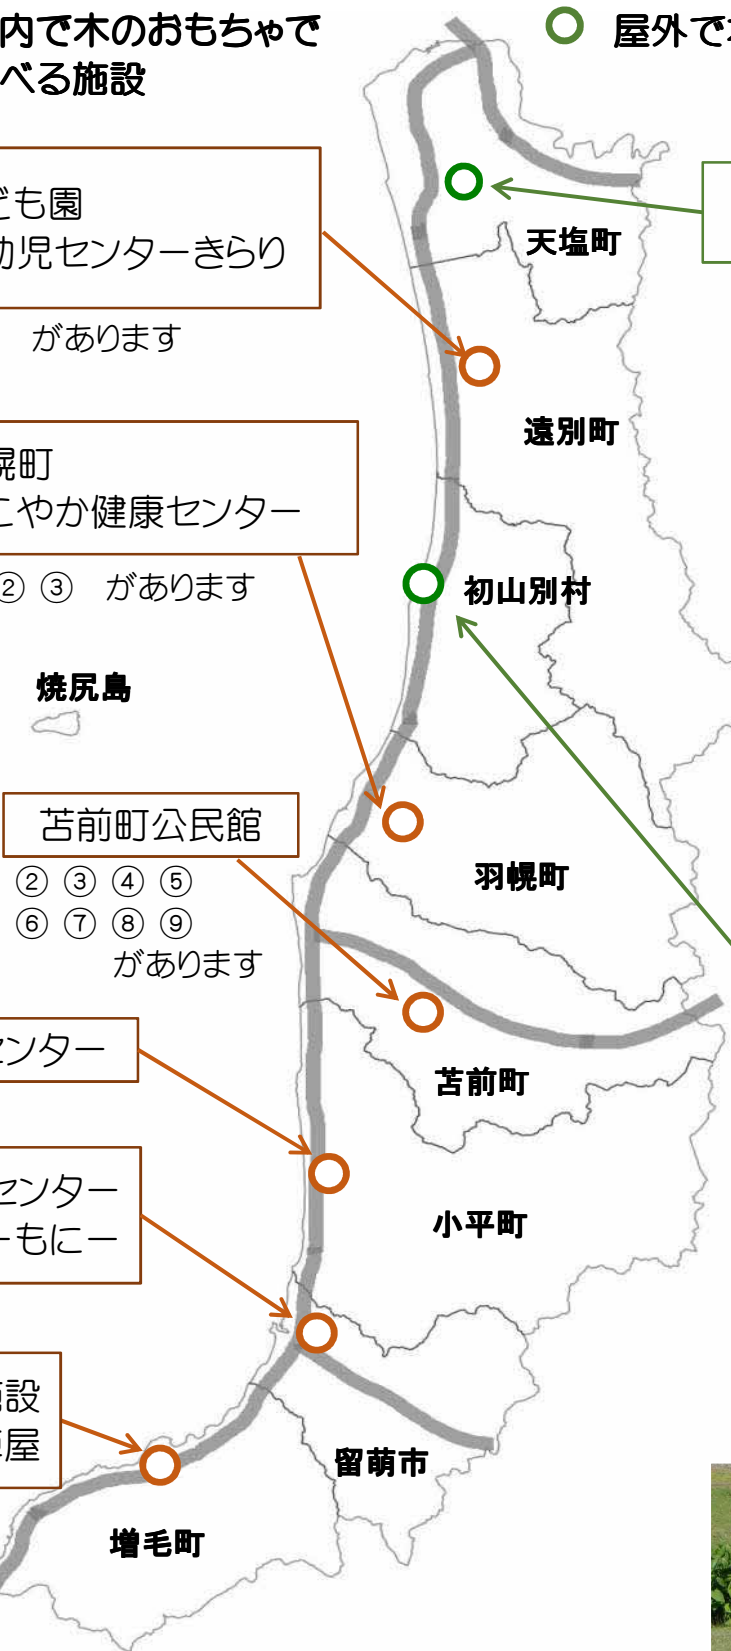 内で木のおもちゃで
べる施設
屋外で
ども園
幼児センターきらり
があります
天塩町
遠別町
幌町
こやか健康センター
② ③ があります
初山別村
焼尻島
苫前町公民館
② ③ ④ ⑤
⑥ ⑦ ⑧ ⑨
があります
羽幌町
センター
苫前町
センター
ーもにー
小平町
施設
屋
留萌市
増毛町